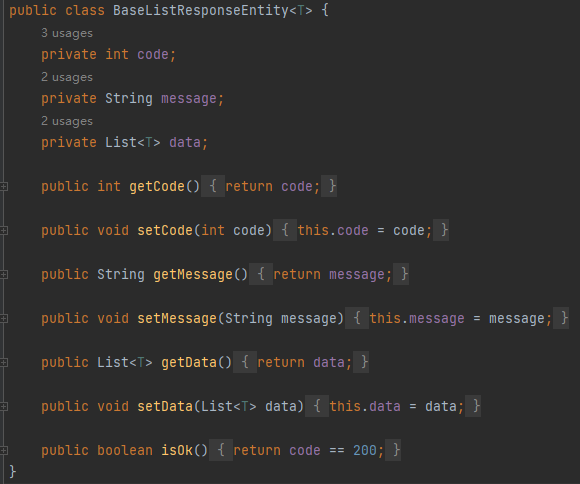 public class BaseListResponseEntity<T> {
3 usages
private int code;
2 usages
private String message;
2 usages
private List<T> data;
public int getCode() { return code; }
public void setCode(int code) { this.code = code; }
public String getMessage() { return message; }
public void setMessage(String message) { this.message = message; }
public List<T> getData() { return data; }
public void setData(List<T> data) { this.data = data; }
public boolean isOk() { return code == 200; }
}